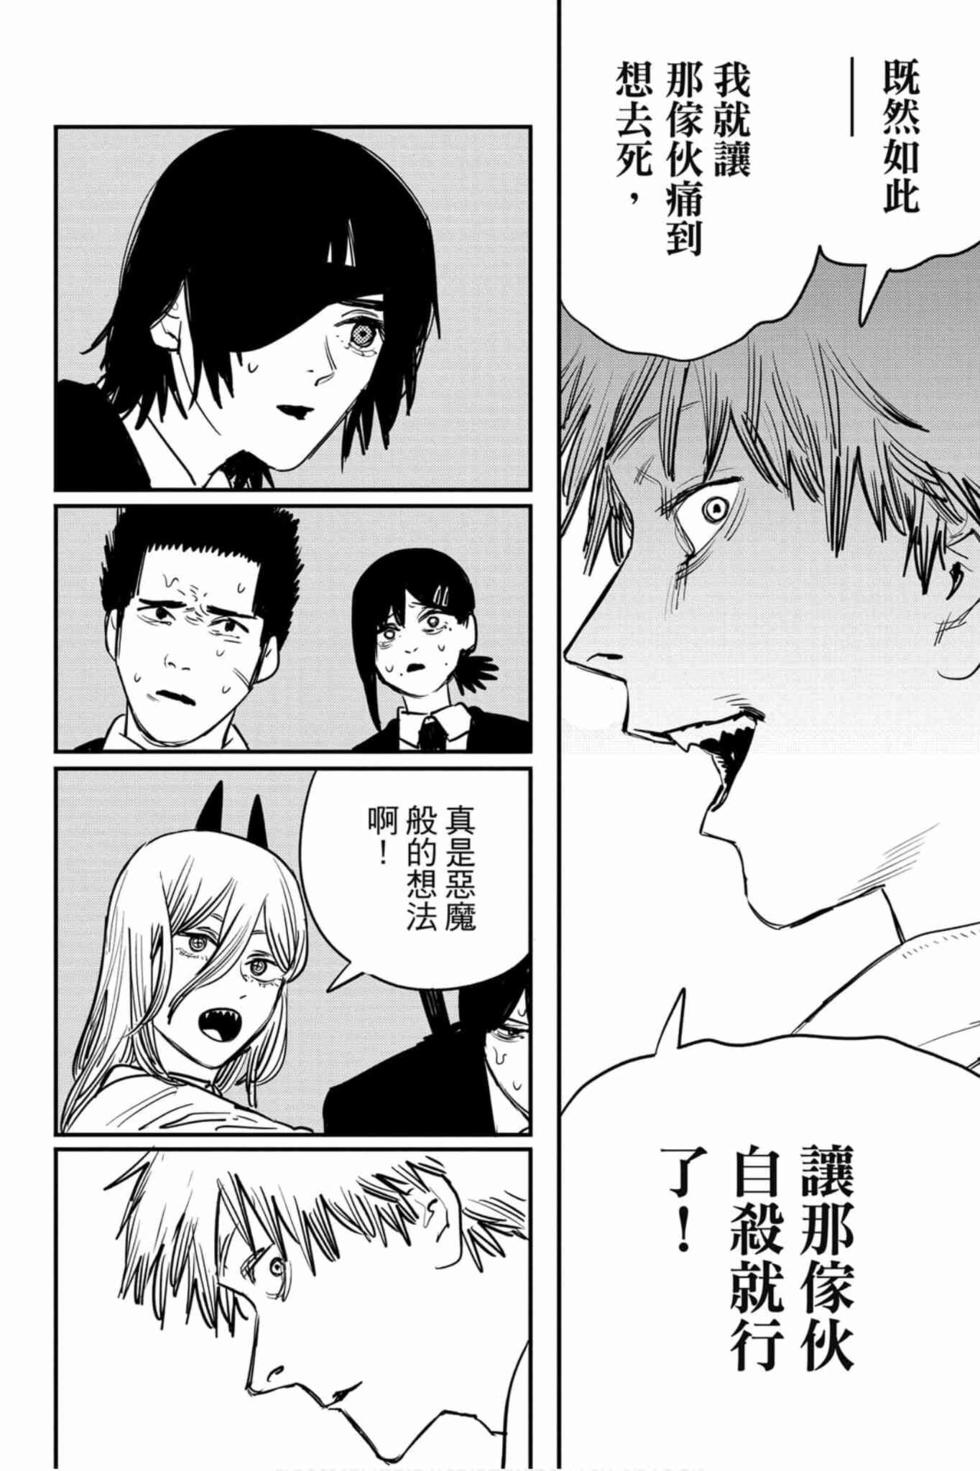 既然如此
——
我就讓
那傢伙痛到
想去死，
讓那傢伙
自殺就行
了！
真是惡魔
般的想法
啊！